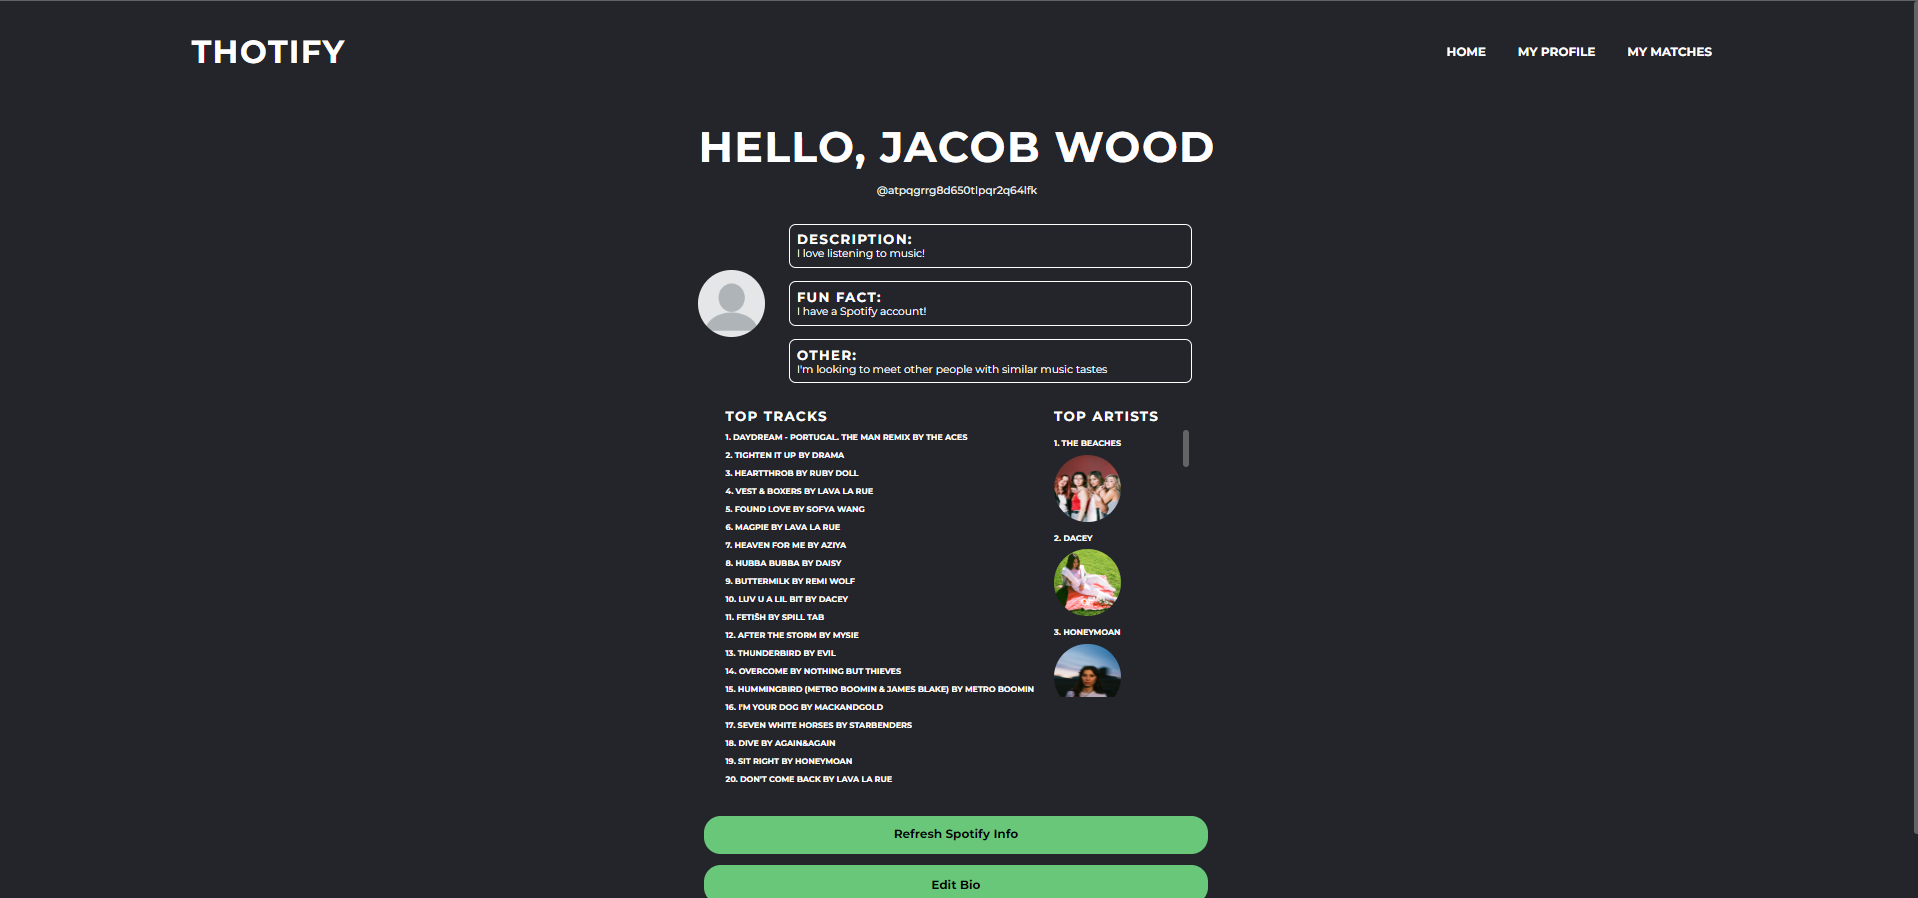 THOTIFY
HOME
MY PROFILE
MY MATCHES
HELLO, JACOB WOOD
@atpqgrrg8d650tlpqr2q64lfk
DESCRIPTION:
I love listening to music!
FUN FACT:
I have a Spotify account!
OTHER:
I'm looking to meet other people with similar music tastes
TOP TRACKS
1. DAYDREAM - PORTUGAL. THE MAN REMIX BY THE ACES
2. TIGHTEN IT UP BY DRAMA
3. HEARTTHROB BY RUBY DOLL
4. VEST & BOXERS BY LAVA LA RUE
5. FOUND LOVE BY SOFYA WANG
6. MAGPIE BY LAVA LA RUE
7. HEAVEN FOR ME BY AZIYA
8. HUBBA BUBBA BY DAISY
9. BUTTERMILK BY REMI WOLF
10. LUV U A LIL BIT BY DACEY
11. FETIŠH BY SPILL TAB
12. AFTER THE STORM BY MYSIE
13. THUNDERBIRD BY EVIL
14. OVERCOME BY NOTHING BUT THIEVES
15. HUMMINGBIRD (METRO BOOMIN & JAMES BLAKE) BY METRO BOOMIN
16. I'M YOUR DOG BY MACKANDGOLD
17. SEVEN WHITE HORSES BY STARBENDERS
18. DIVE BY AGAIN&AGAIN
19. SIT RIGHT BY HONEYMOAN
20. DON'T COME BACK BY LAVA LA RUE
TOP ARTISTS
1. THE BEACHES
2. DACEY
3. HONEYMOAN
Refresh Spotify Info
Edit Bio